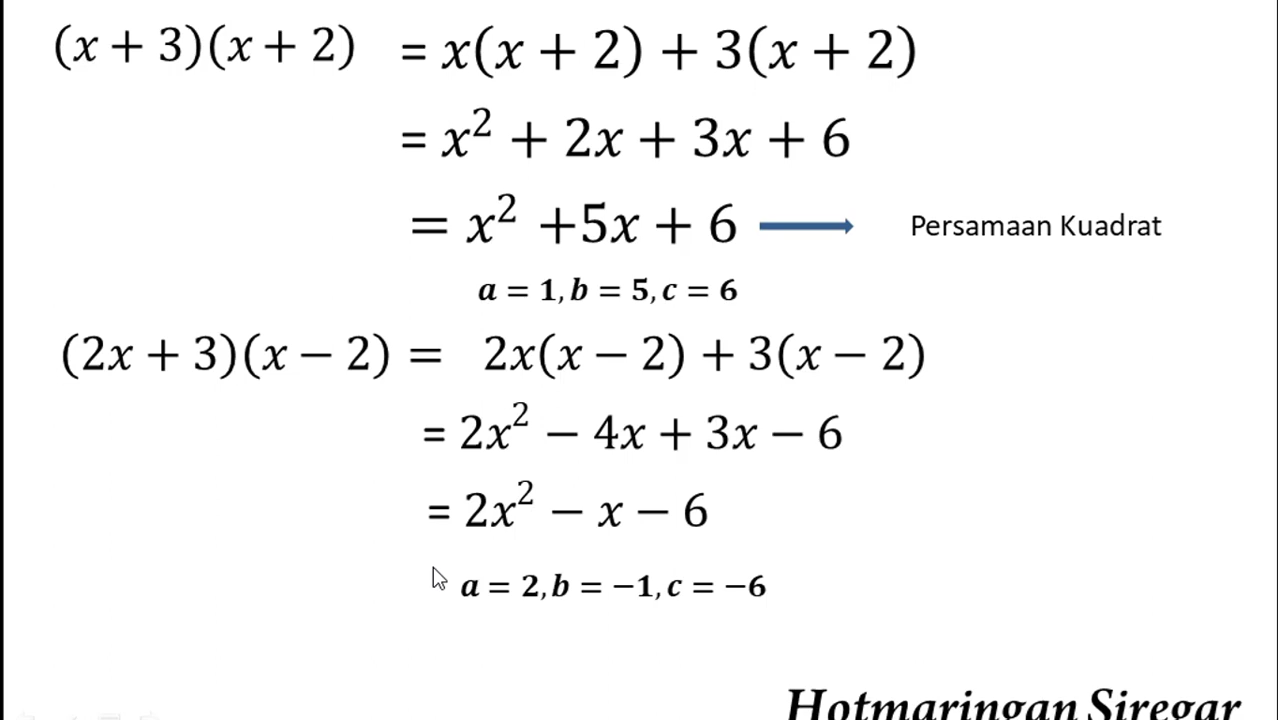 (x + 3)(x + 2) = x(x + 2) + 3(x + 2)
= x² + 2x + 3x + 6
= x² +5x + 6 → Persamaan Kuadrat
a = 1, b = 5, c = 6
(2x + 3)(x − 2) = 2x(x − 2) + 3(x − 2)
= 2x² − 4x + 3x − 6
= 2x² − x − 6
a = 2, b = −1, c = −6
Hotmaringan Siregar